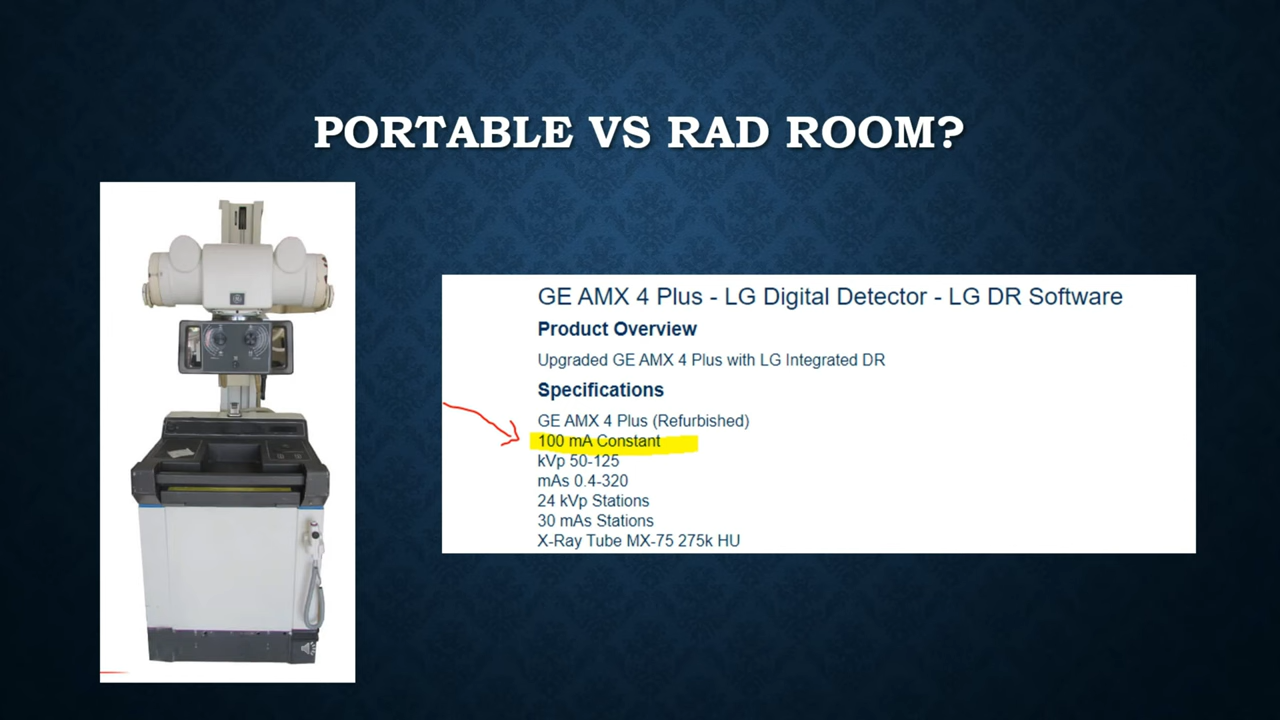 PORTABLE VS RAD ROOM?
GE AMX 4 Plus - LG Digital Detector - LG DR Software
Product Overview
Upgraded GE AMX 4 Plus with LG Integrated DR
Specifications
GE AMX 4 Plus (Refurbished)
100 mA Constant
kVp 50-125
mAs 0.4-320
24 kVp Stations
30 mAs Stations
X-Ray Tube MX-75 275k HU